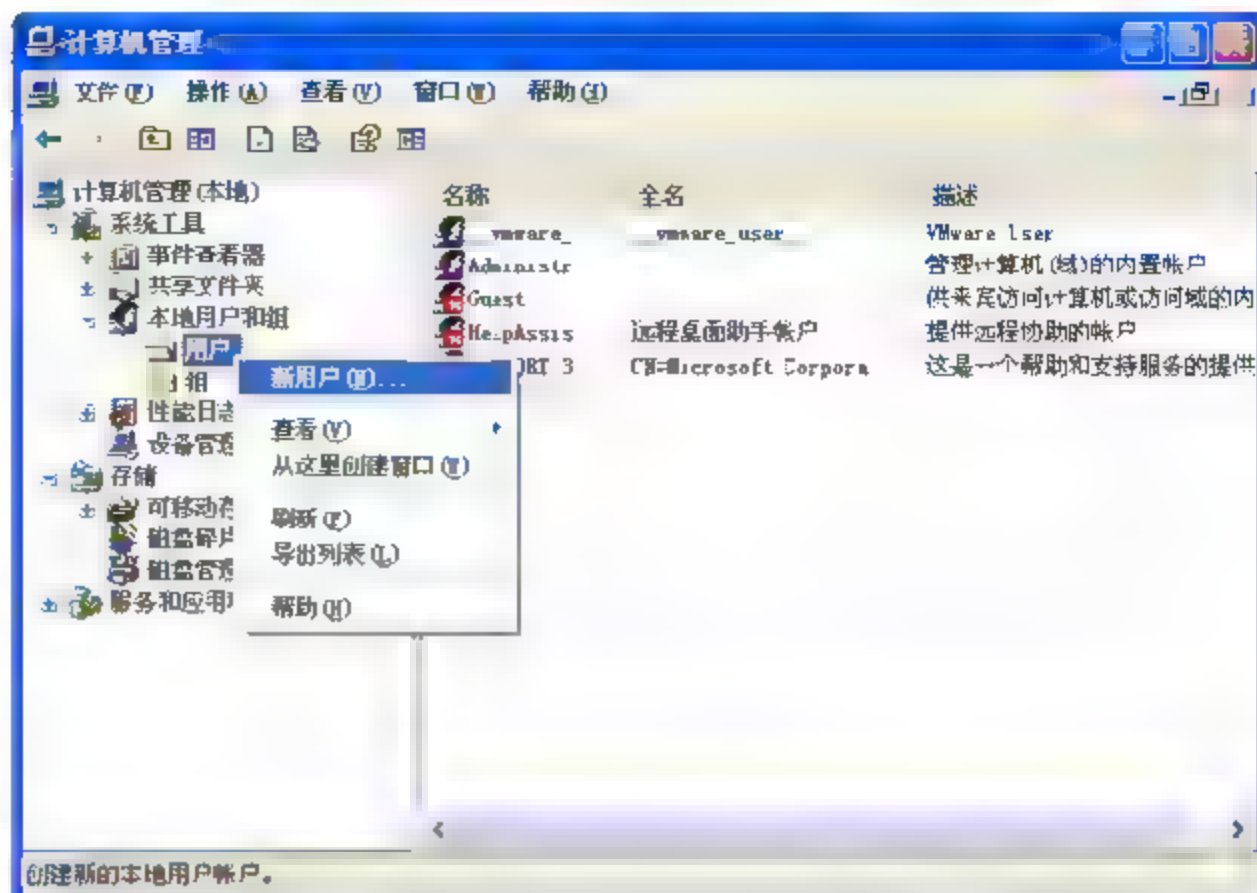 计算机管理
文件(F) 操作(A) 查看(V) 窗口(W) 帮助(H)
计算机管理(本地)
系统工具
事件查看器
共享文件夹
本地用户和组
用户
组
性能日志
设备管理
存储
可移动存
磁盘碎片
磁盘管理
服务和应用
新用户(N)...
查看(V)
从这里创建窗口(W)
刷新(F)
导出列表(L)
帮助(H)
名称 全名 描述
__vmware_ __vmware_user__ VMware User
Administr 管理计算机(域)的内置帐户
Guest 供来宾访问计算机或访问域的内
HelpAssis 远程桌面助手帐户 提供远程协助的帐户
CN=Microsoft Corpora 这是一个帮助和支持服务的提供
创建新的本地用户帐户。